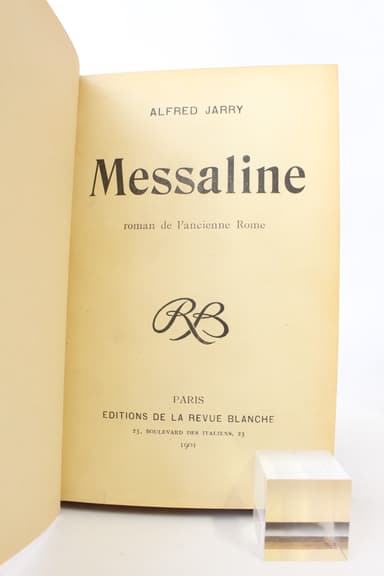 ALFRED JARRY
Messaline
roman de l'ancienne Rome
RB
PARIS
EDITIONS DE LA REVUE BLANCHE
23, BOULEVARD DES ITALIENS, 23
1901